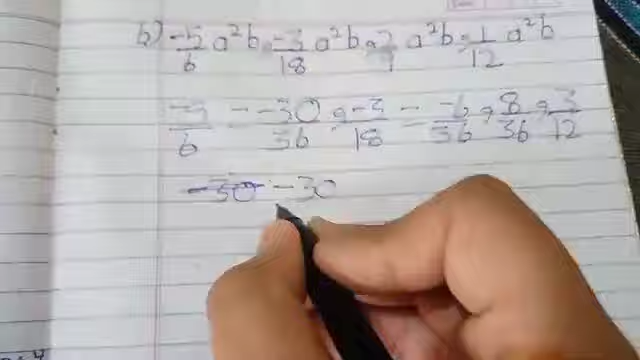 b) -5/6 a²b, -3/18 a²b, 2/9 a²b, 1/12 a²b
-5/6 = -30/36, -3/18 = -6/36, 8/36, 3/12
-30